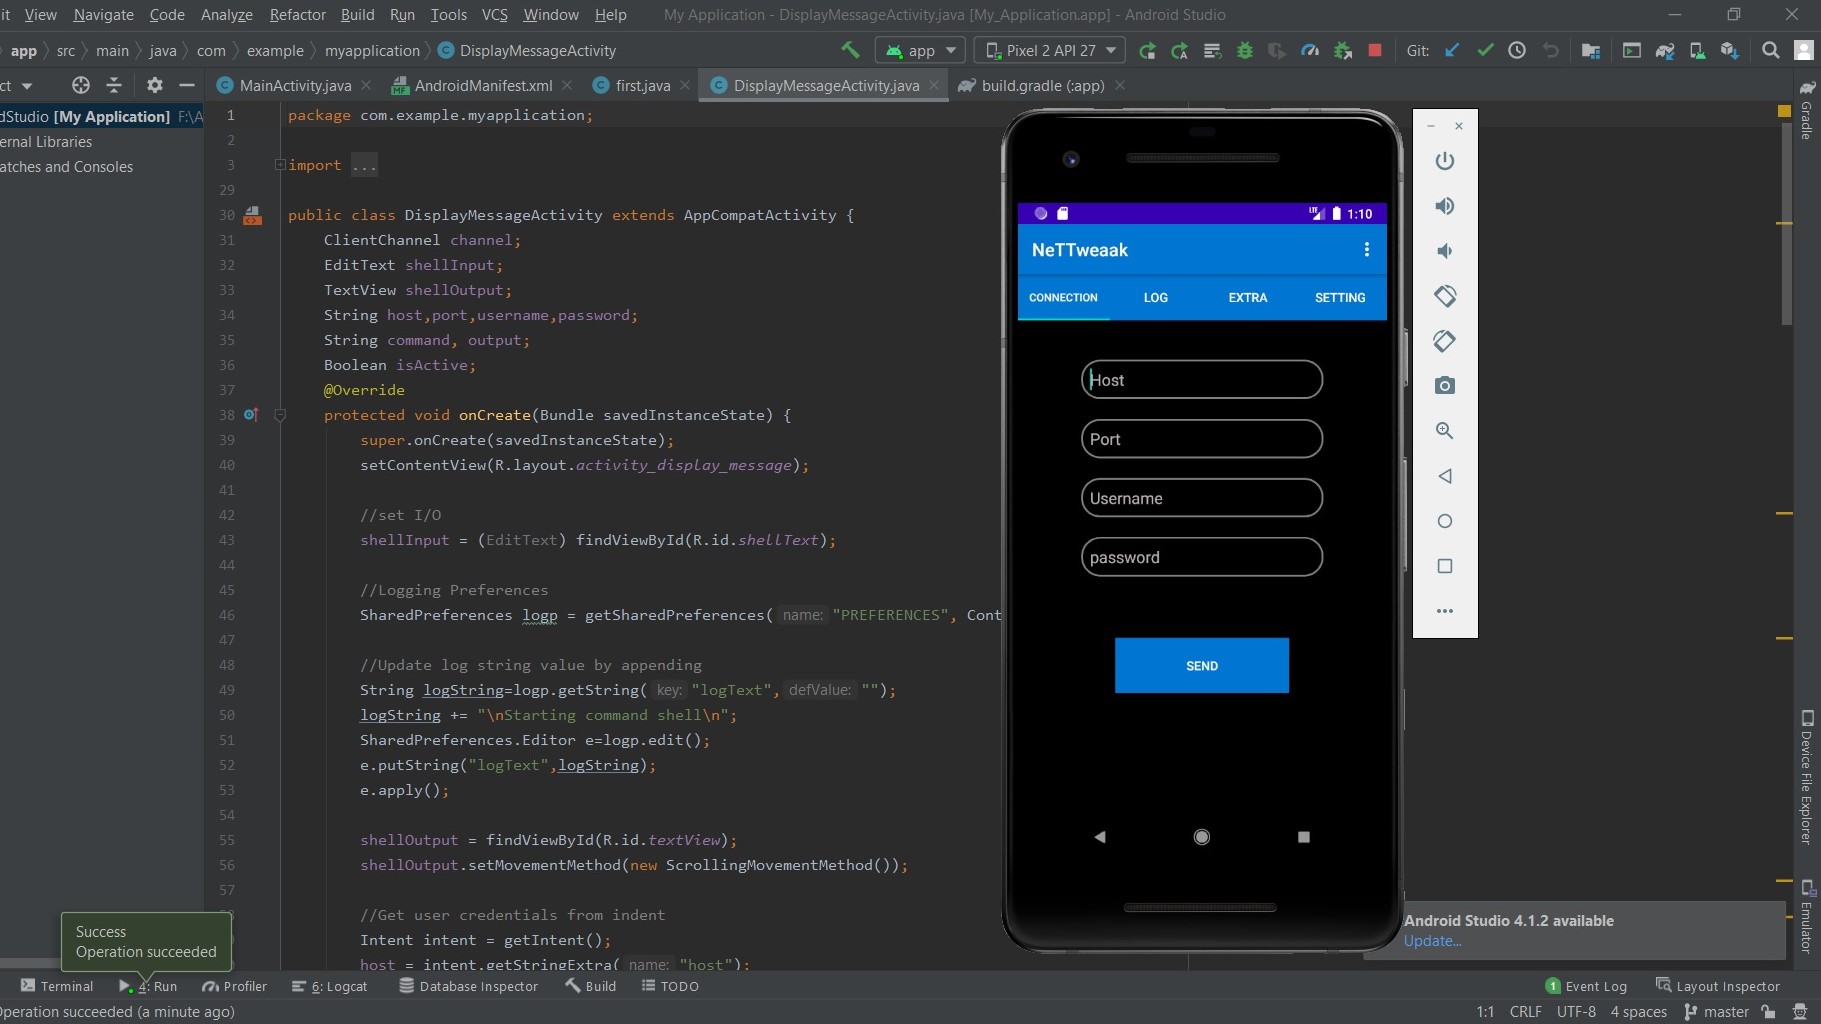 it View Navigate Code Analyze Refactor Build Run Tools VCS Window Help My Application - DisplayMessageActivity.java [My_Application.app] - Android Studio
app src main java com example myapplication DisplayMessageActivity app Pixel 2 API 27 Git:
ct MainActivity.java AndroidManifest.xml first.java DisplayMessageActivity.java build.gradle (:app)
dStudio [My Application] F:\A
ernal Libraries
atches and Consoles
1 package com.example.myapplication;
2
3 import ...
29
30 public class DisplayMessageActivity extends AppCompatActivity {
31 ClientChannel channel;
32 EditText shellInput;
33 TextView shellOutput;
34 String host,port,username,password;
35 String command, output;
36 Boolean isActive;
37 @Override
38 protected void onCreate(Bundle savedInstanceState) {
39 super.onCreate(savedInstanceState);
40 setContentView(R.layout.activity_display_message);
41
42 //set I/O
43 shellInput = (EditText) findViewById(R.id.shellText);
44
45 //Logging Preferences
46 SharedPreferences logp = getSharedPreferences( name: "PREFERENCES", Cont
47
48 //Update log string value by appending
49 String logString=logp.getString( key: "logText", defValue: "");
50 logString += "\nStarting command shell\n";
51 SharedPreferences.Editor e=logp.edit();
52 e.putString("logText",logString);
53 e.apply();
54
55 shellOutput = findViewById(R.id.textView);
56 shellOutput.setMovementMethod(new ScrollingMovementMethod());
57
//Get user credentials from indent
Intent intent = getIntent();
host = intent.getStringExtra( name: "host");
LTE 1:10
NeTTweaak
CONNECTION LOG EXTRA SETTING
Host
Port
Username
password
SEND
Gradle
Device File Explorer
Emulator
Success
Operation succeeded
Android Studio 4.1.2 available
Update...
Terminal 4: Run Profiler 6: Logcat Database Inspector Build TODO 1 Event Log Layout Inspector
Operation succeeded (a minute ago) 1:1 CRLF UTF-8 4 spaces master